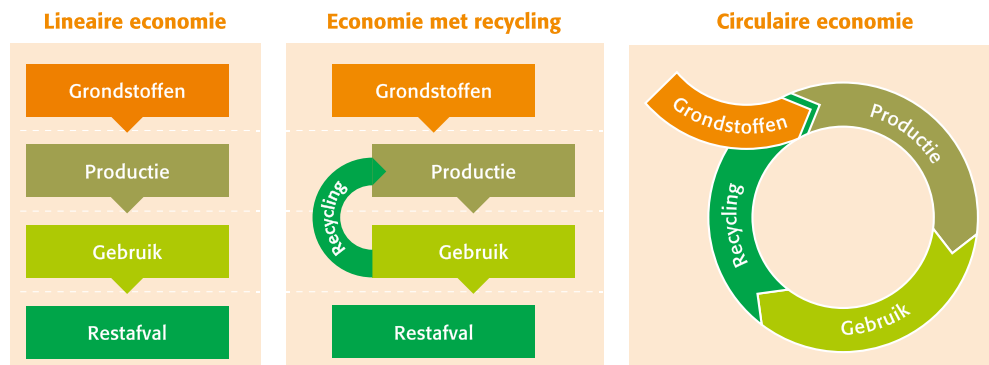 Lineaire economie
Grondstoffen
Productie
Gebruik
Restafval
Economie met recycling
Grondstoffen
Productie
Recycling
Gebruik
Restafval
Circulaire economie
Grondstoffen
Productie
Gebruik
Recycling